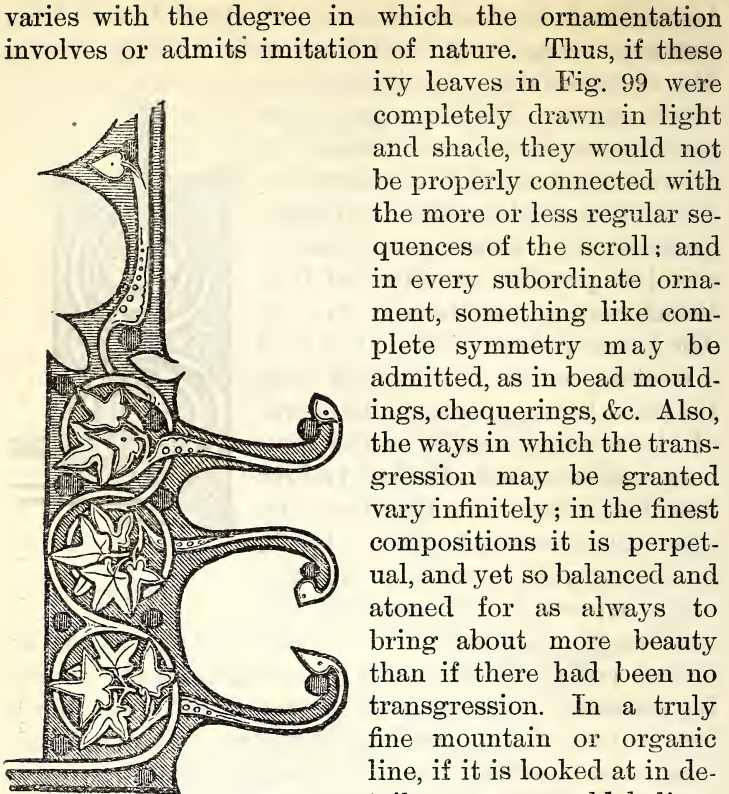 varies with the degree in which the ornamentation
involves or admits imitation of nature. Thus, if these
ivy leaves in Fig. 99 were
completely drawn in light
and shade, they would not
be properly connected with
the more or less regular se-
quences of the scroll; and
in every subordinate orna-
ment, something like com-
plete symmetry may be
admitted, as in bead mould-
ings, chequerings, &c. Also,
the ways in which the trans-
gression may be granted
vary infinitely; in the finest
compositions it is perpet-
ual, and yet so balanced and
atoned for as always to
bring about more beauty
than if there had been no
transgression. In a truly
fine mountain or organic
line, if it is looked at in de-